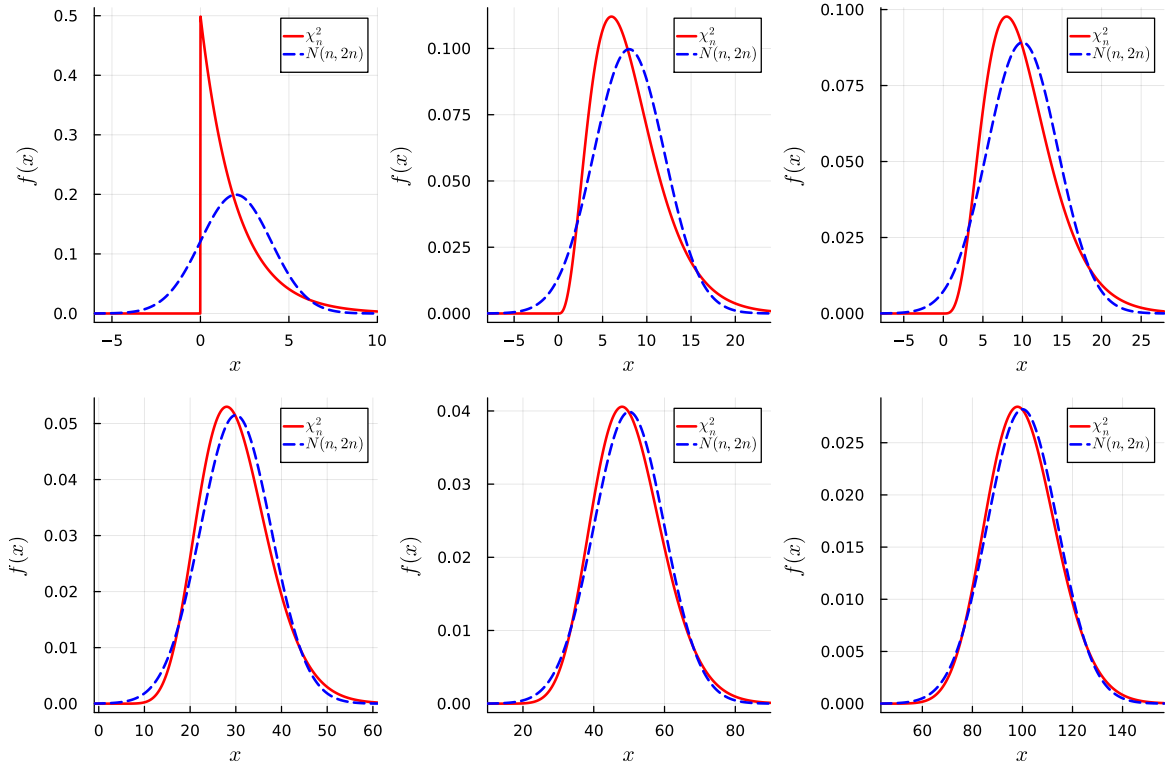 0.5
0.4
0.3
0.2
0.1
0.0
f(x)
−5 0 5 10
x
χ²ₙ
N(n, 2n)
0.100
0.075
0.050
0.025
0.000
f(x)
−5 0 5 10 15 20
x
χ²ₙ
N(n, 2n)
0.100
0.075
0.050
0.025
0.000
f(x)
−5 0 5 10 15 20 25
x
χ²ₙ
N(n, 2n)
0.05
0.04
0.03
0.02
0.01
0.00
f(x)
0 10 20 30 40 50 60
x
χ²ₙ
N(n, 2n)
0.04
0.03
0.02
0.01
0.00
f(x)
20 40 60 80
x
χ²ₙ
N(n, 2n)
0.025
0.020
0.015
0.010
0.005
0.000
f(x)
60 80 100 120 140
x
χ²ₙ
N(n, 2n)